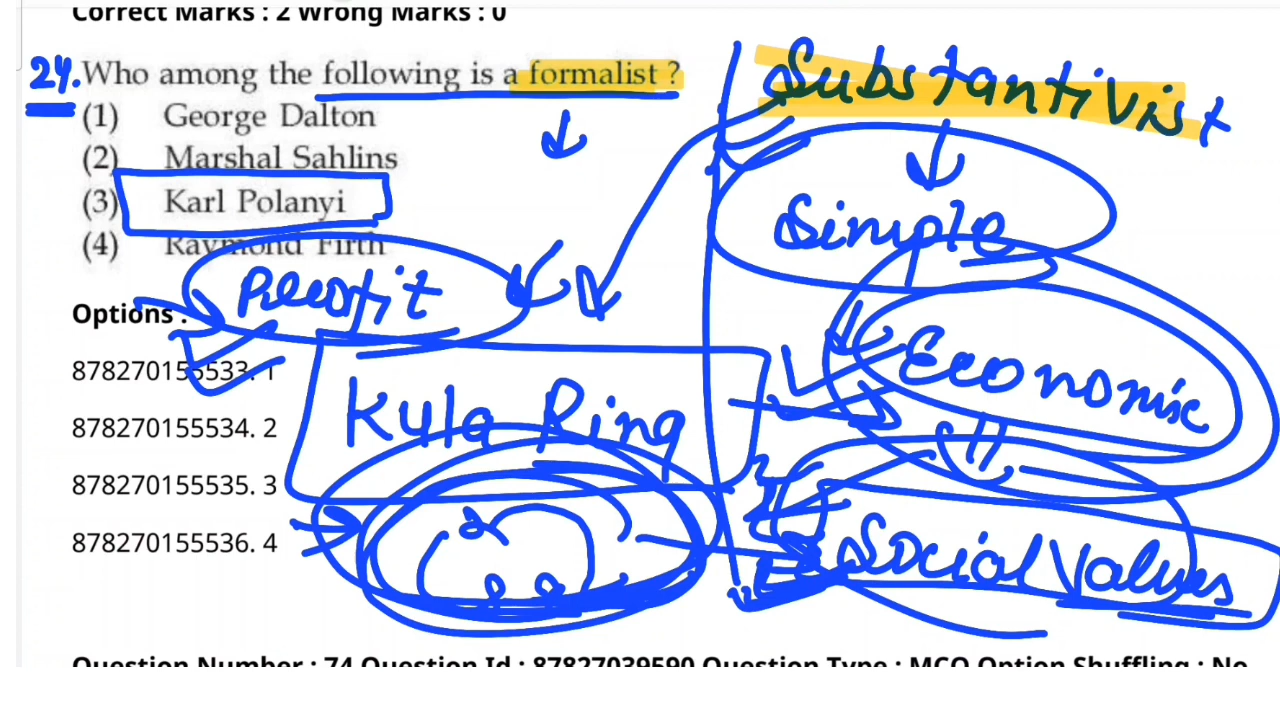 Correct Marks : 2 Wrong Marks : 0
24. Who among the following is a formalist ?
(1) George Dalton
(2) Marshal Sahlins
(3) Karl Polanyi
(4) Raymond Firth
Options :
878270155533. 1
878270155534. 2
878270155535. 3
878270155536. 4
Profit
Kula Ring
Substantivist
Simple
Economic
Social Values
Question Number : 74 Question Id : 87827039590 Question Type : MCQ Option Shuffling : No